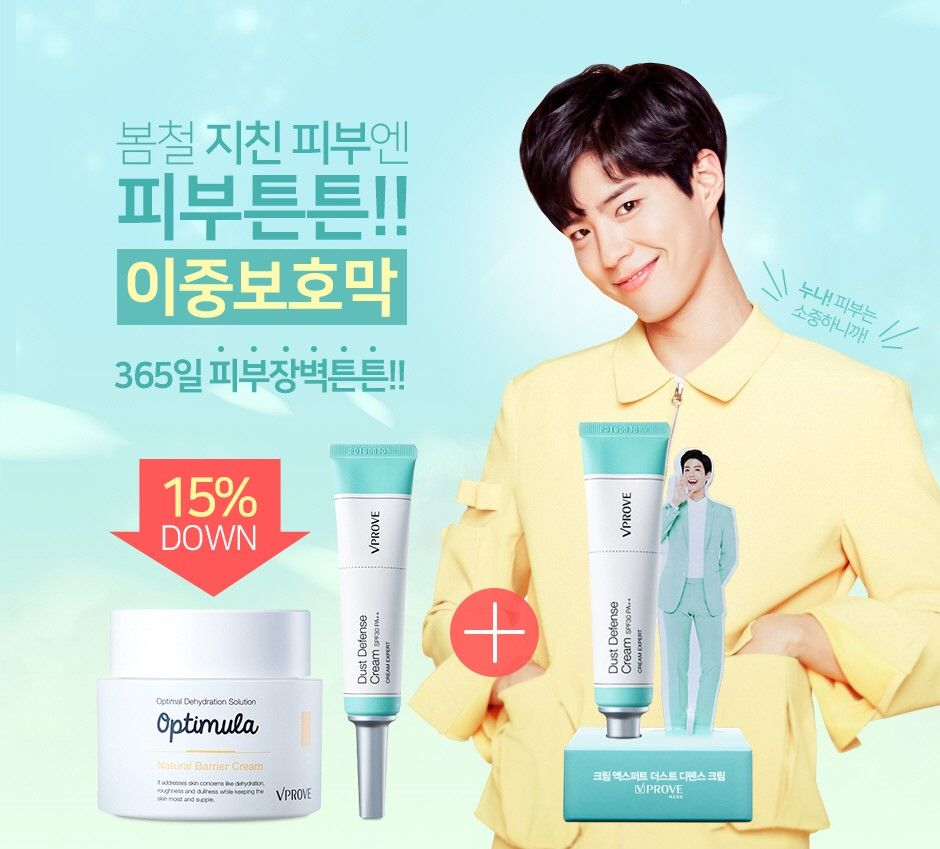 봄철 지친 피부엔
피부튼튼!!
이중보호막
365일 피부장벽튼튼!!
누나! 피부는
소중하니까!
15%
DOWN
Optimal Dehydration Solution
Optimula
Natural Barrier Cream
It addresses skin concerns like dehydration,
roughness and dullness while keeping the
skin moist and supple.
VPROVE
VPROVE
Dust Defense
Cream SPF30 PA++
CREAM EXPERT
VPROVE
Dust Defense
Cream SPF30 PA++
CREAM EXPERT
크림 엑스퍼트 더스트 디펜스 크림
VPROVE